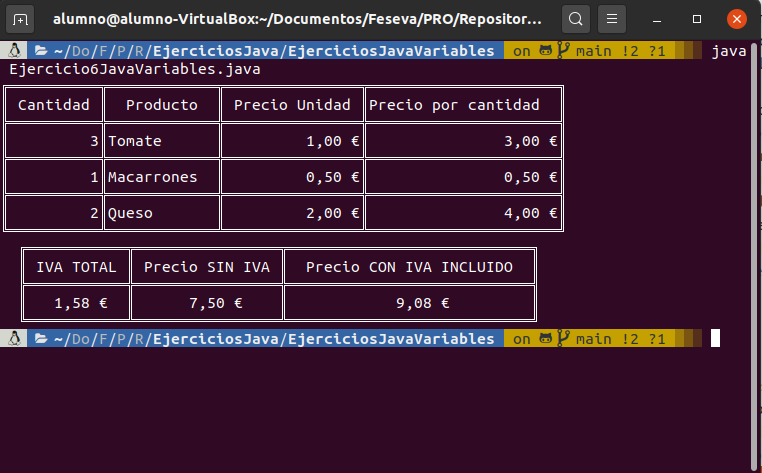 alumno@alumno-VirtualBox:~/Documentos/Feseva/PRO/Repositor...
~/Do/F/P/R/EjerciciosJava/EjerciciosJavaVariables on main !2 ?1 java
Ejercicio6JavaVariables.java
Cantidad Producto Precio Unidad Precio por cantidad
3 Tomate 1,00 € 3,00 €
1 Macarrones 0,50 € 0,50 €
2 Queso 2,00 € 4,00 €
IVA TOTAL Precio SIN IVA Precio CON IVA INCLUIDO
1,58 € 7,50 € 9,08 €
~/Do/F/P/R/EjerciciosJava/EjerciciosJavaVariables on main !2 ?1